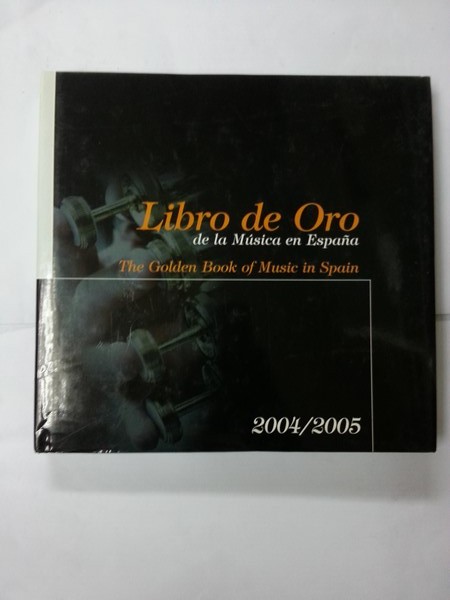 Libro de Oro
de la Música en España
The Golden Book of Music in Spain
2004/2005